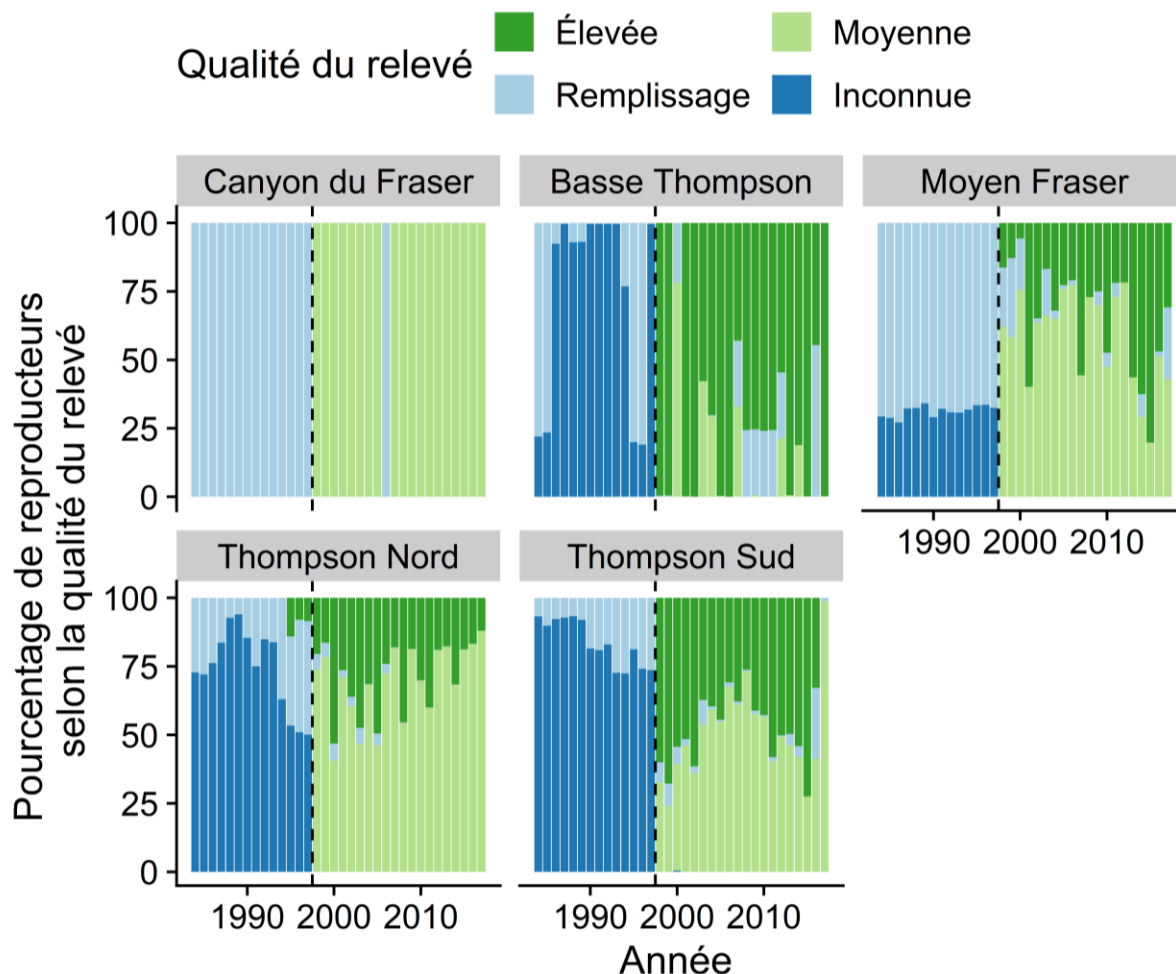 Qualité du relevé
Élevée
Moyenne
Remplissage
Inconnue
Canyon du Fraser
Basse Thompson
Moyen Fraser
100
75
50
25
0
1990 2000 2010
Thompson Nord
Thompson Sud
100
75
50
25
0
1990 2000 2010
1990 2000 2010
Pourcentage de reproducteurs
selon la qualité du relevé
Année